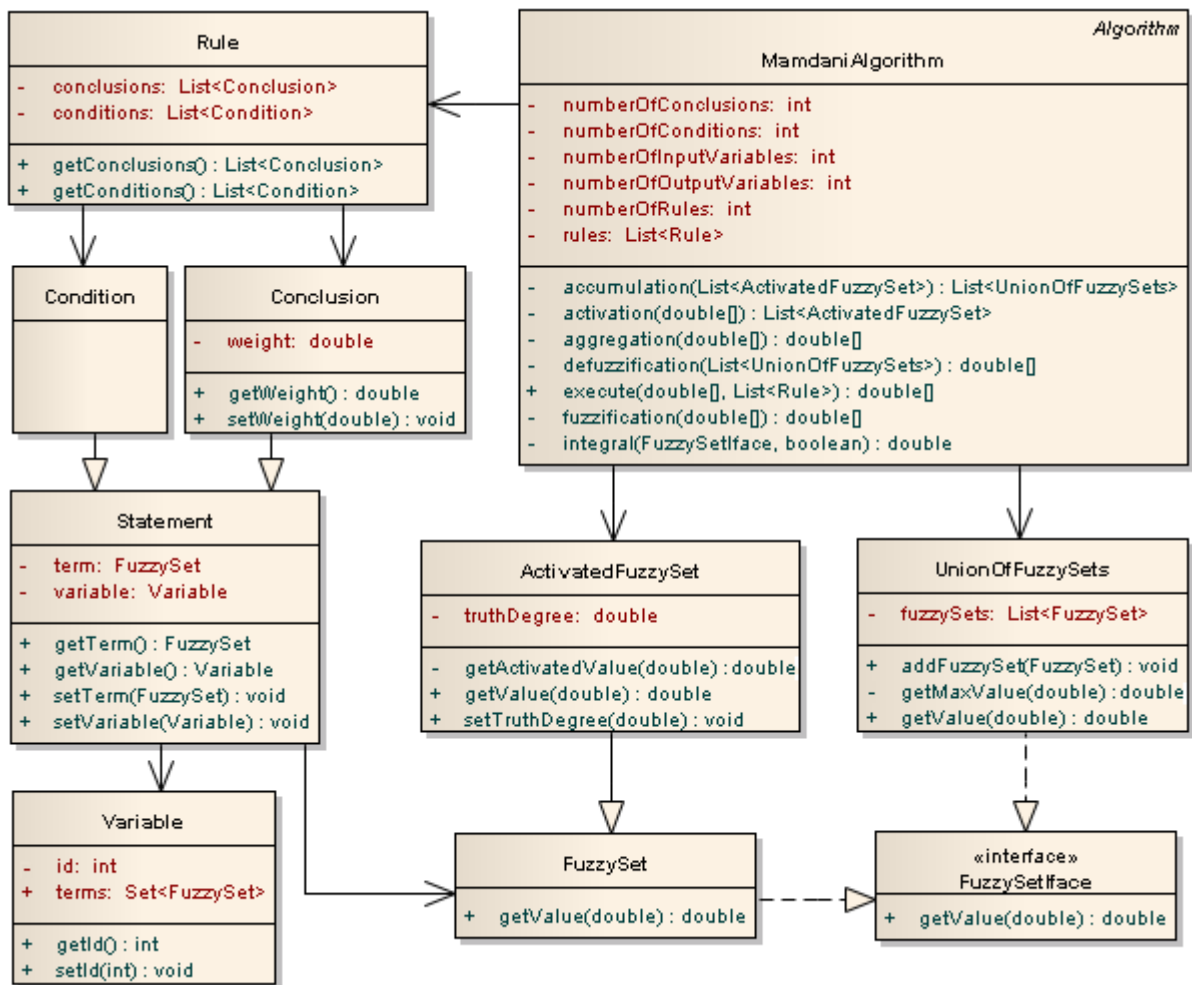 Rule
- conclusions: List<Conclusion>
- conditions: List<Condition>
+ getConclusions() : List<Conclusion>
+ getConditions() : List<Condition>
Algorithm
MamdaniAlgorithm
- numberOfConclusions: int
- numberOfConditions: int
- numberOfInputVariables: int
- numberOfOutputVariables: int
- numberOfRules: int
- rules: List<Rule>
- accumulation(List<ActivatedFuzzySet>) : List<UnionOfFuzzySets>
- activation(double[]) : List<ActivatedFuzzySet>
- aggregation(double[]) : double[]
- defuzzification(List<UnionOfFuzzySets>) : double[]
+ execute(double[], List<Rule>) : double[]
- fuzzification(double[]) : double[]
- integral(FuzzySetIface, boolean) : double
Condition
Conclusion
- weight: double
+ getWeight() : double
+ setWeight(double) : void
Statement
- term: FuzzySet
- variable: Variable
+ getTerm() : FuzzySet
+ getVariable() : Variable
+ setTerm(FuzzySet) : void
+ setVariable(Variable) : void
ActivatedFuzzySet
- truthDegree: double
- getActivatedValue(double) : double
+ getValue(double) : double
+ setTruthDegree(double) : void
UnionOfFuzzySets
- fuzzySets: List<FuzzySet>
+ addFuzzySet(FuzzySet) : void
- getMaxValue(double) : double
+ getValue(double) : double
Variable
- id: int
+ terms: Set<FuzzySet>
+ getId() : int
+ setId(int) : void
FuzzySet
+ getValue(double) : double
«interface»
FuzzySetIface
+ getValue(double) : double